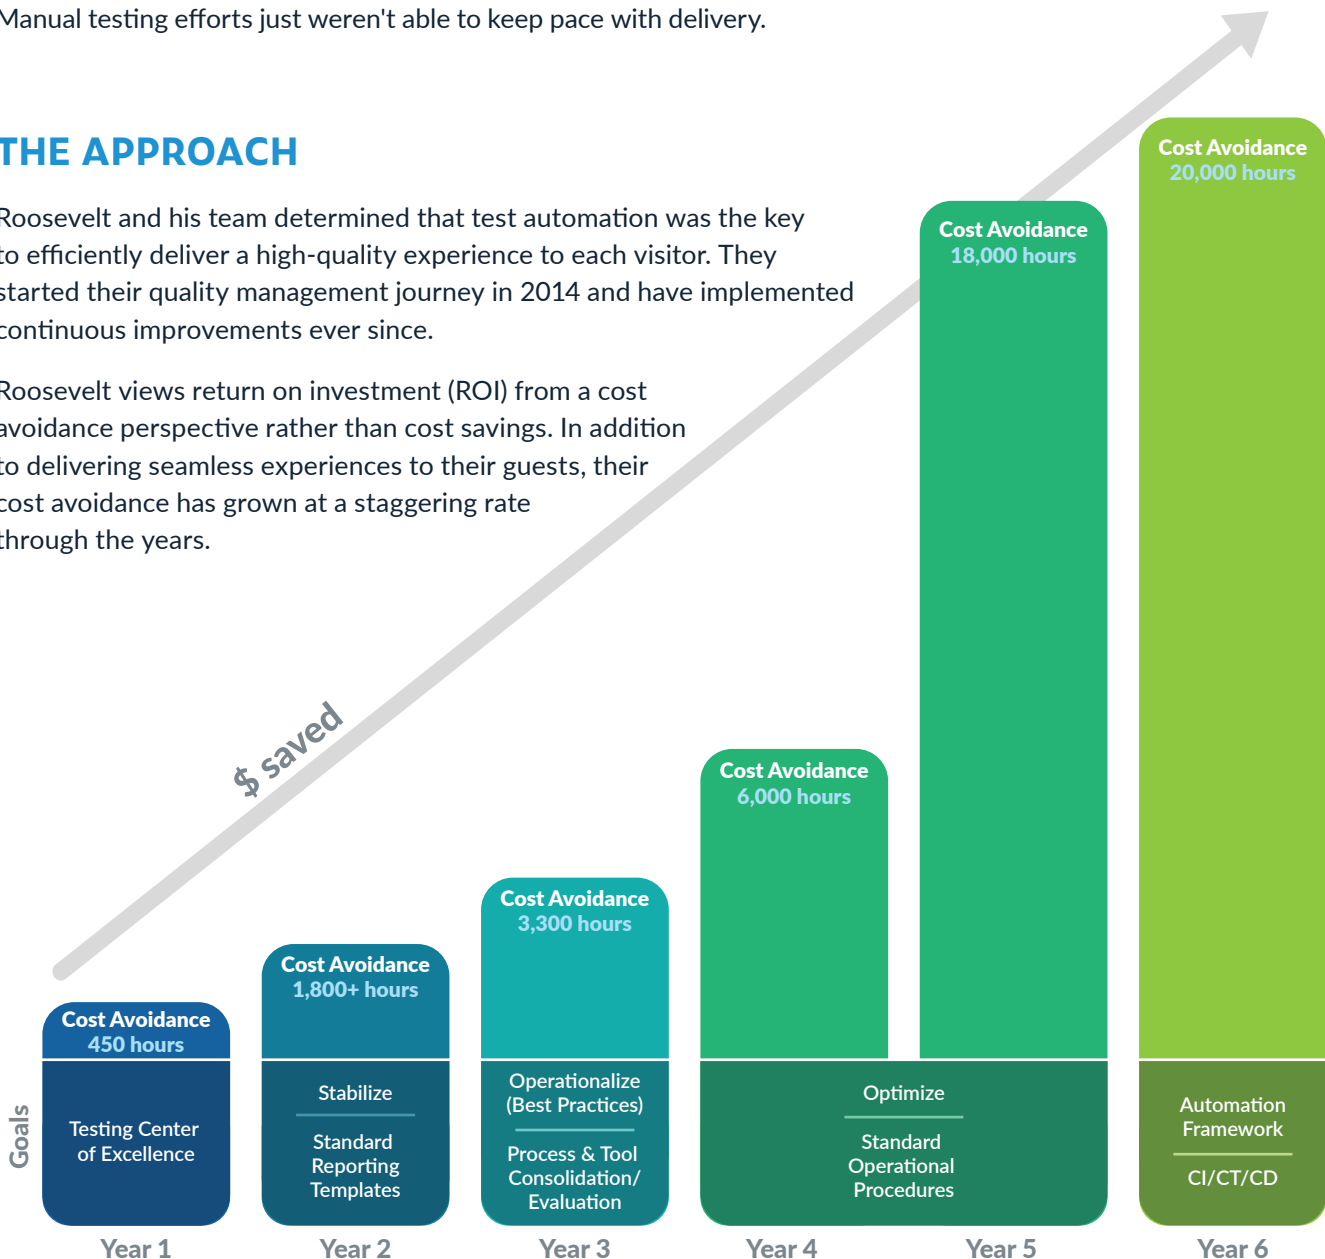 Manual testing efforts just weren't able to keep pace with delivery.
THE APPROACH
Roosevelt and his team determined that test automation was the key
to efficiently deliver a high-quality experience to each visitor. They
started their quality management journey in 2014 and have implemented
continuous improvements ever since.
Roosevelt views return on investment (ROI) from a cost
avoidance perspective rather than cost savings. In addition
to delivering seamless experiences to their guests, their
cost avoidance has grown at a staggering rate
through the years.
$ saved
Cost Avoidance
450 hours
Cost Avoidance
1,800+ hours
Cost Avoidance
3,300 hours
Cost Avoidance
6,000 hours
Cost Avoidance
18,000 hours
Cost Avoidance
20,000 hours
Goals
Testing Center
of Excellence
Stabilize
Standard
Reporting
Templates
Operationalize
(Best Practices)
Process & Tool
Consolidation/
Evaluation
Optimize
Standard
Operational
Procedures
Automation
Framework
CI/CT/CD
Year 1
Year 2
Year 3
Year 4
Year 5
Year 6